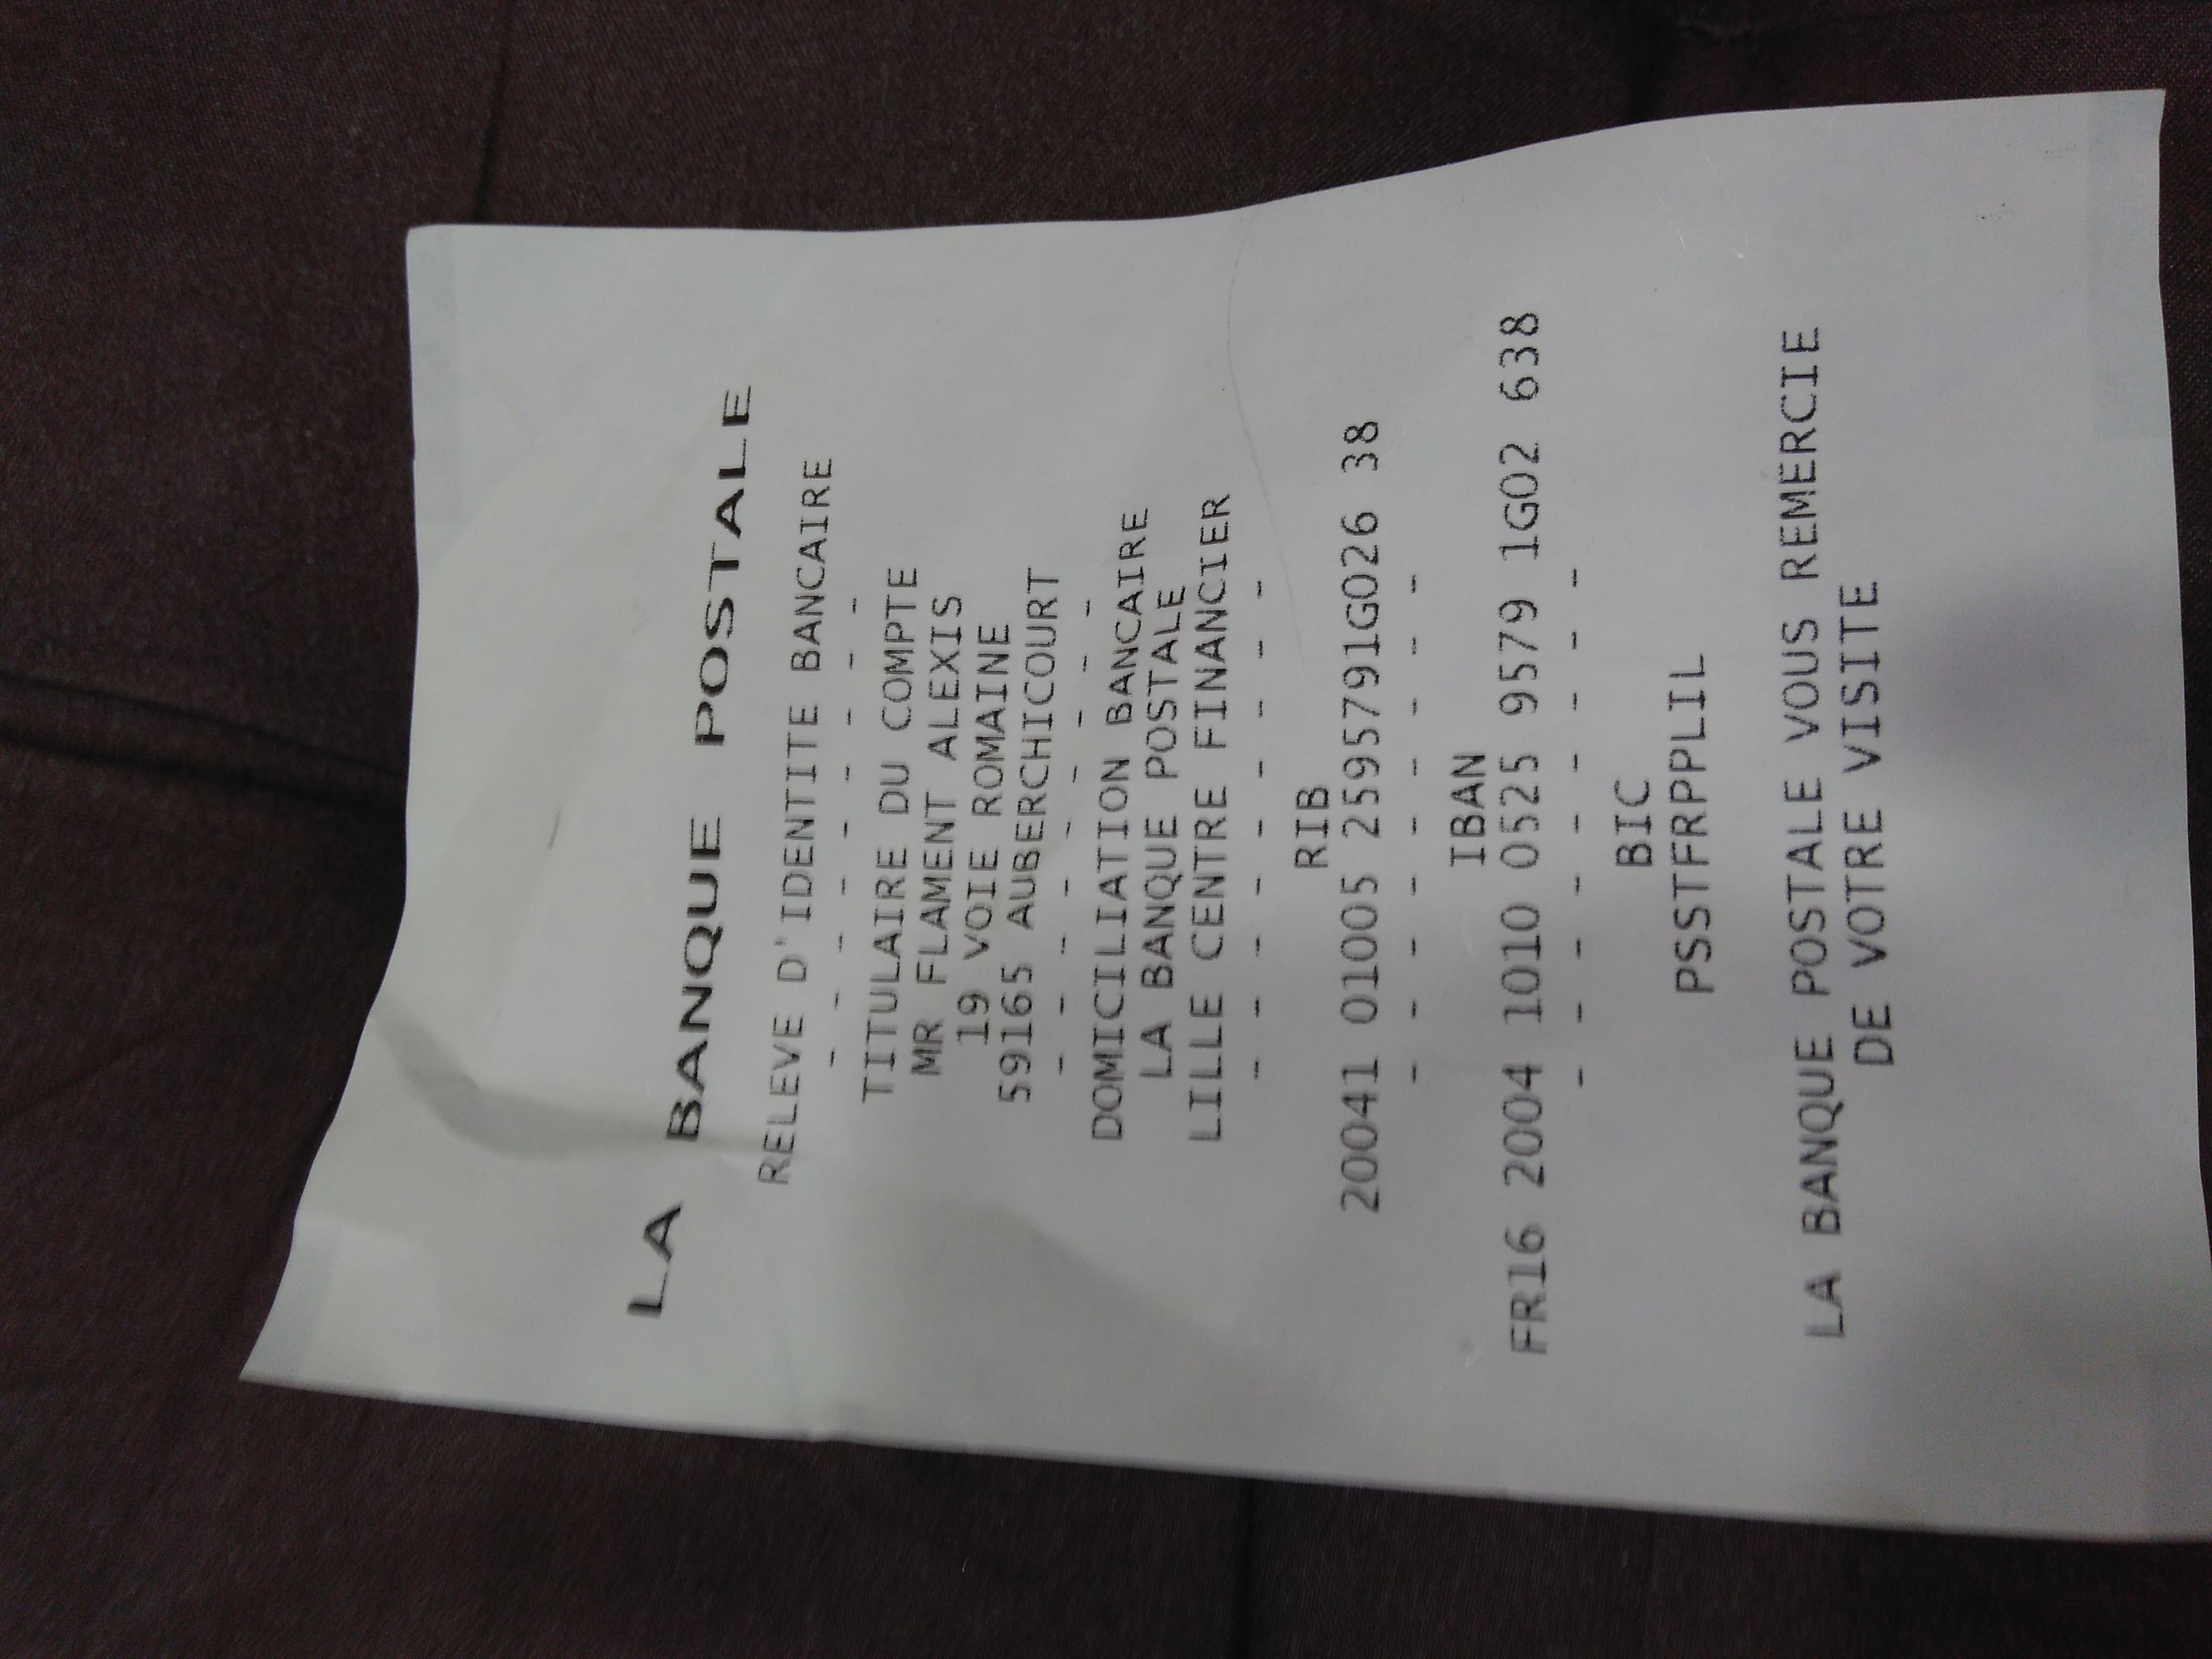 LA BANQUE POSTALE
RELEVE D'IDENTITE BANCAIRE
- - - - - - - - -
TITULAIRE DU COMPTE
MR FLAMENT ALEXIS
19 VOIE ROMAINE
59165 AUBERCHICOURT
- - - - - - - - -
DOMICILIATION BANCAIRE
LA BANQUE POSTALE
LILLE CENTRE FINANCIER
- - - - - - - - -
RIB
20041 01005 2595791G026 38
- - - - - - - - -
IBAN
FR16 2004 1010 0525 9579 1G02 638
- - - - - - - - -
BIC
PSSTFRPPLIL
LA BANQUE POSTALE VOUS REMERCIE
DE VOTRE VISITE